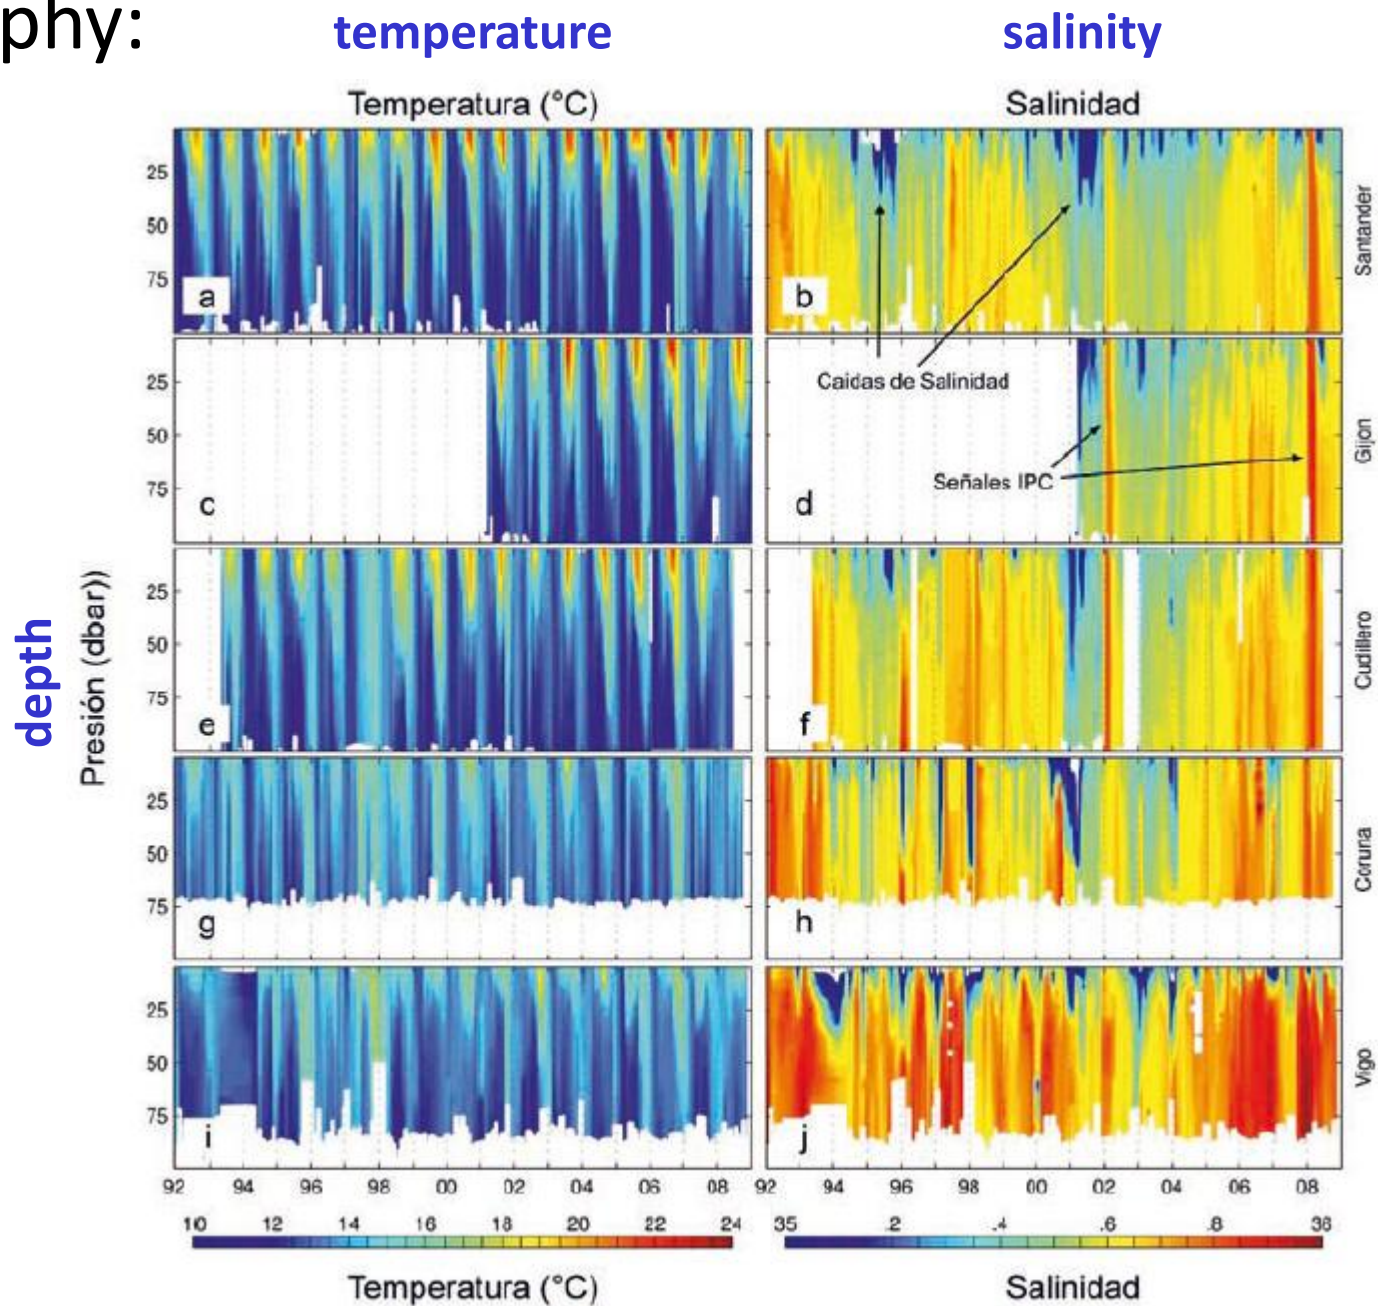 phy:
temperature salinity
Temperatura (°C) Salinidad
25
50
75
a
b
Santander
Caidas de Salinidad
25
50
75
c
Señales IPC
d
Gijon
depth
Presión (dbar))
25
50
75
e
f
Cudillero
25
50
75
g
h
Coruna
25
50
75
i
j
Vigo
92 94 96 98 00 02 04 06 08 92 94 96 98 00 02 04 06 08
10 12 14 16 18 20 22 24 35 .2 .4 .6 .8 36
Temperatura (°C) Salinidad